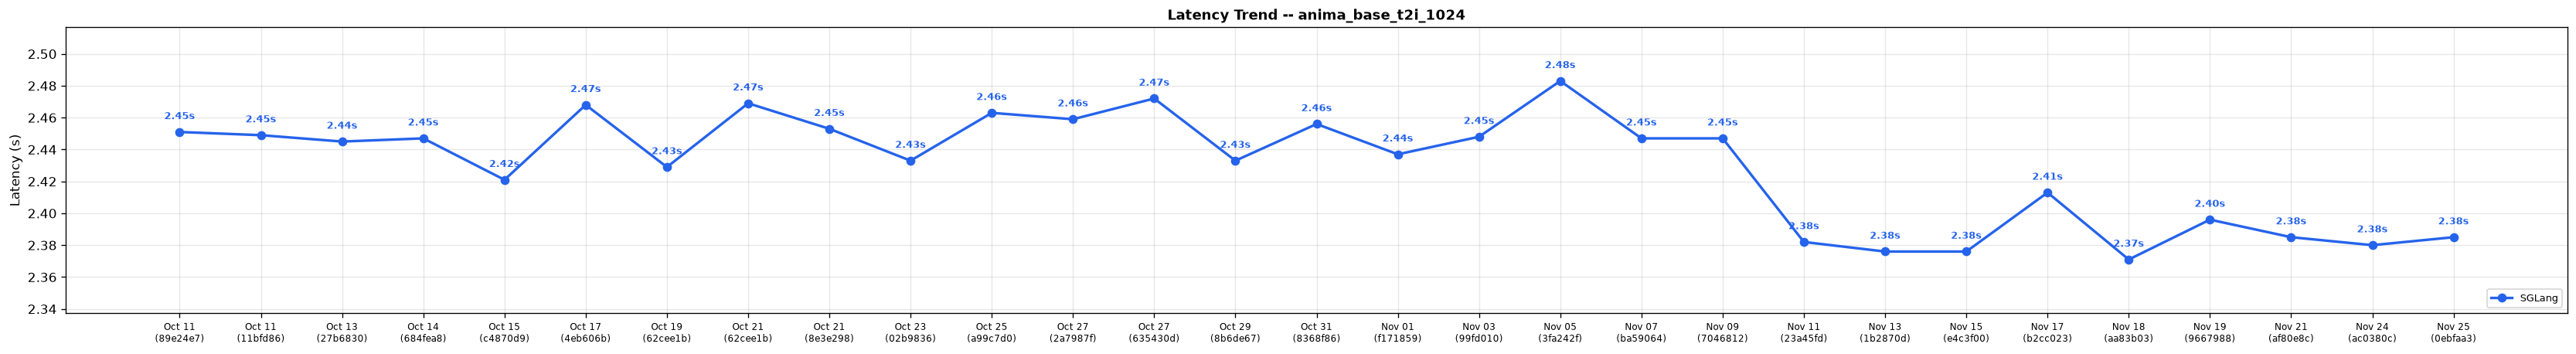 Latency Trend -- anima_base_t2i_1024
Latency (s)
2.50
2.48
2.46
2.44
2.42
2.40
2.38
2.36
2.34
2.45s
2.45s
2.44s
2.45s
2.42s
2.47s
2.43s
2.47s
2.45s
2.43s
2.46s
2.46s
2.47s
2.43s
2.46s
2.44s
2.45s
2.48s
2.45s
2.45s
2.38s
2.38s
2.38s
2.41s
2.37s
2.40s
2.38s
2.38s
2.38s
SGLang
Oct 11
(89e24e7)
Oct 11
(11bfd86)
Oct 13
(27b6830)
Oct 14
(684fea8)
Oct 15
(c4870d9)
Oct 17
(4eb606b)
Oct 19
(62cee1b)
Oct 21
(62cee1b)
Oct 21
(8e3e298)
Oct 23
(02b9836)
Oct 25
(a99c7d0)
Oct 27
(2a7987f)
Oct 27
(635430d)
Oct 29
(8b6de67)
Oct 31
(8368f86)
Nov 01
(f171859)
Nov 03
(99fd010)
Nov 05
(3fa242f)
Nov 07
(ba59064)
Nov 09
(7046812)
Nov 11
(23a45fd)
Nov 13
(1b2870d)
Nov 15
(e4c3f00)
Nov 17
(b2cc023)
Nov 18
(aa83b03)
Nov 19
(9667988)
Nov 21
(af80e8c)
Nov 24
(ac0380c)
Nov 25
(0ebfaa3)